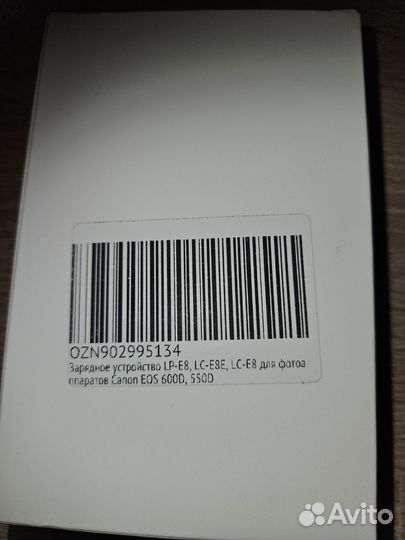 OZN902995134
Зарядное устройство LP-E8, LC-E8E, LC-E8 для фотоа
ппаратов Canon EOS 600D, 550D
Avito